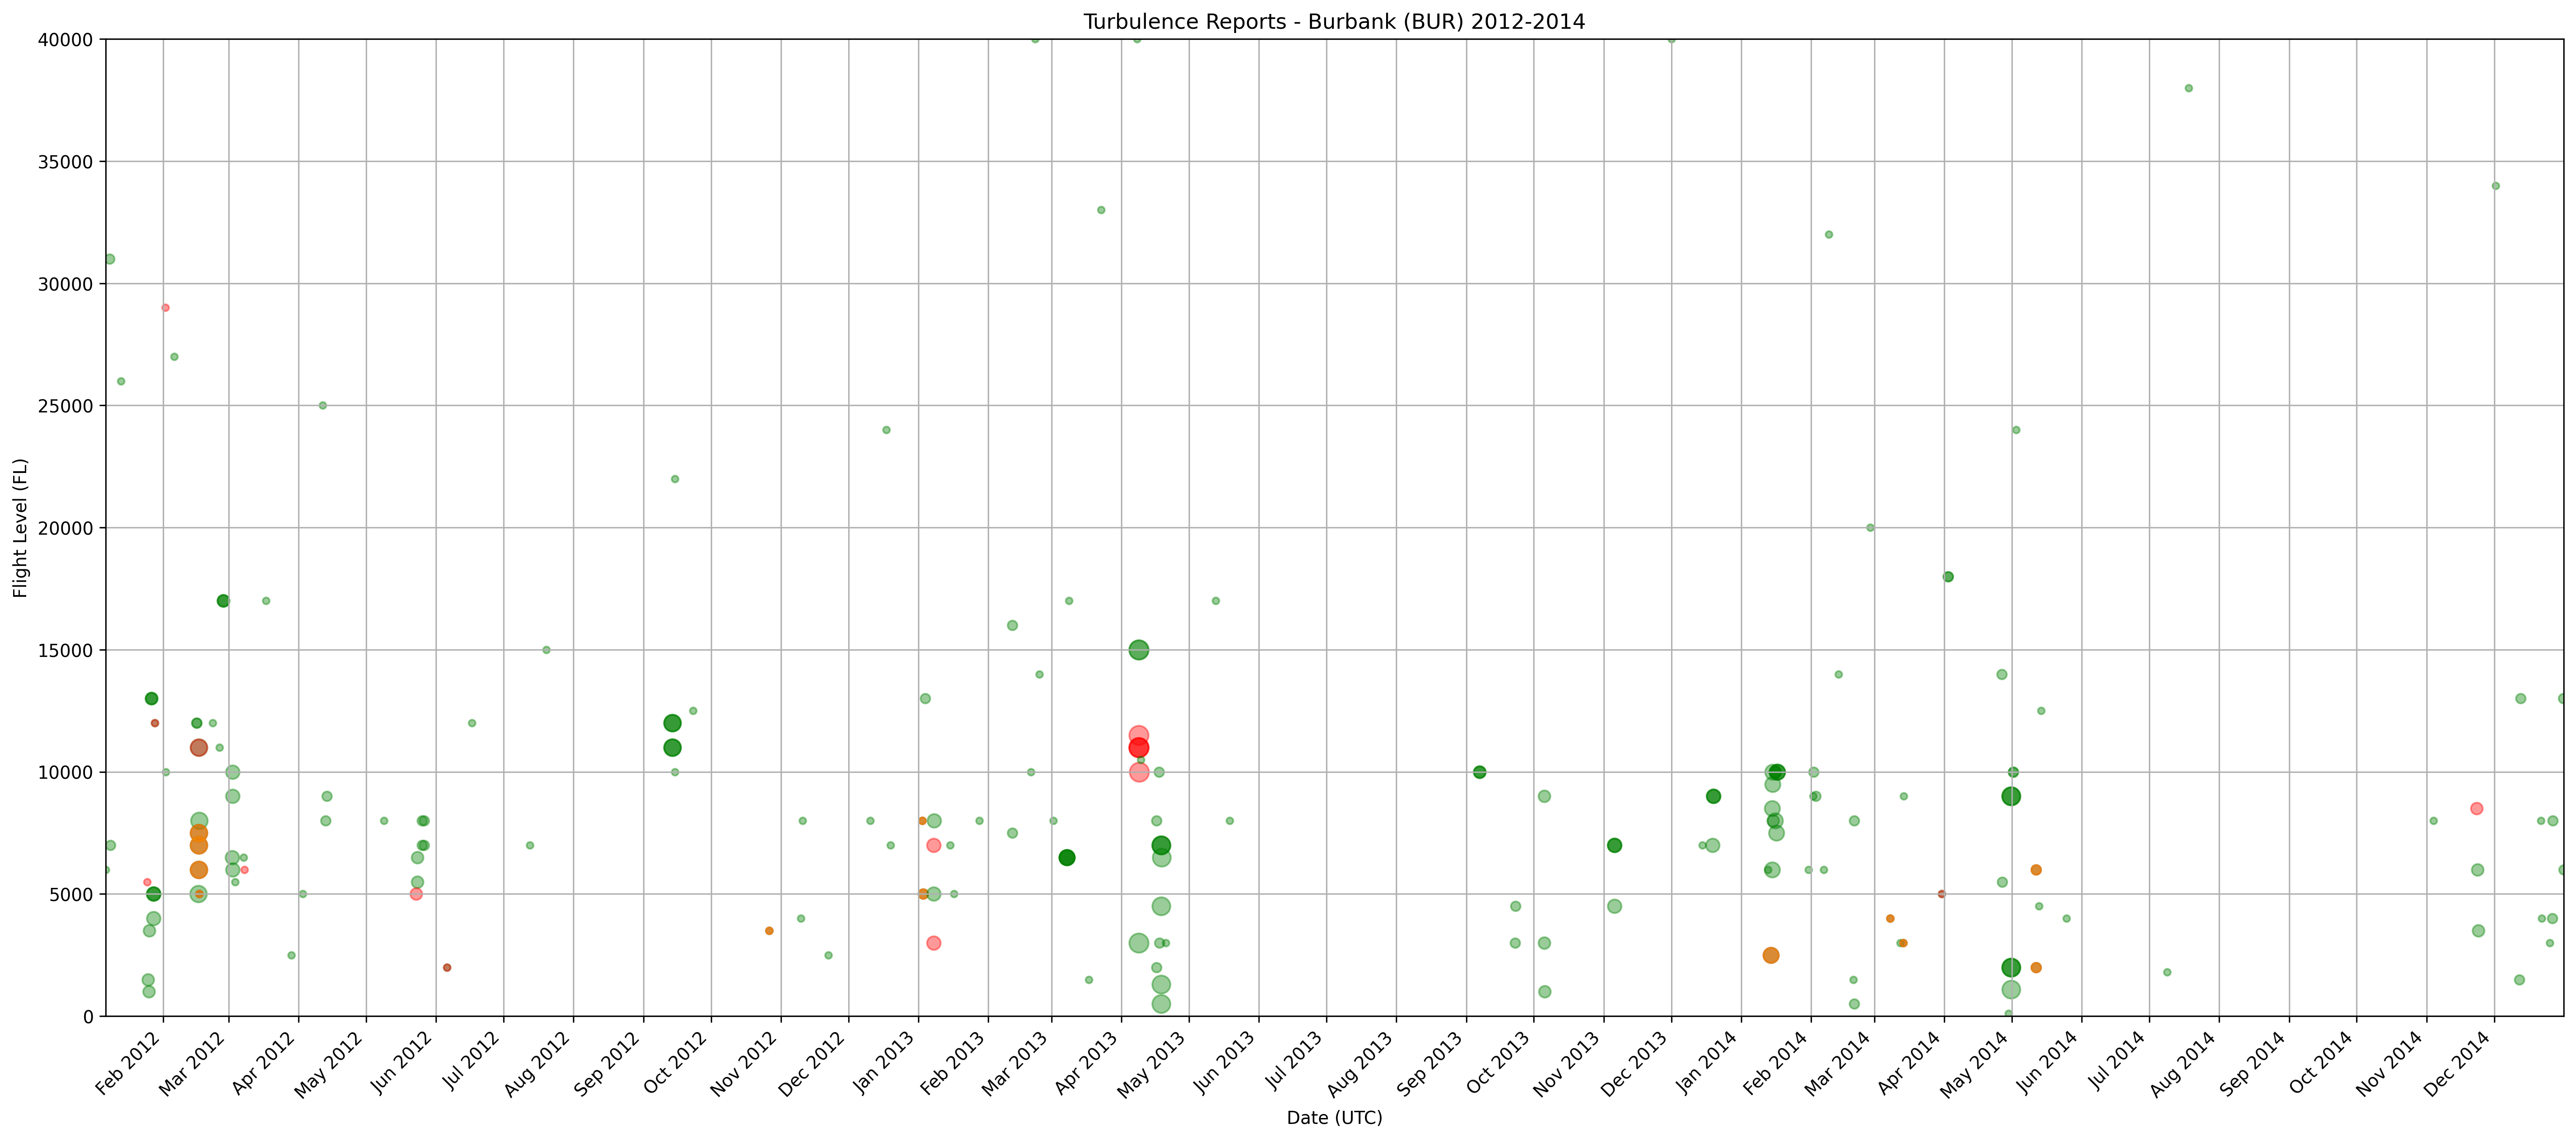 Turbulence Reports - Burbank (BUR) 2012-2014
40000
35000
30000
25000
20000
15000
10000
5000
0
Flight Level (FL)
Feb 2012
Mar 2012
Apr 2012
May 2012
Jun 2012
Jul 2012
Aug 2012
Sep 2012
Oct 2012
Nov 2012
Dec 2012
Jan 2013
Feb 2013
Mar 2013
Apr 2013
May 2013
Jun 2013
Jul 2013
Aug 2013
Sep 2013
Oct 2013
Nov 2013
Dec 2013
Jan 2014
Feb 2014
Mar 2014
Apr 2014
May 2014
Jun 2014
Jul 2014
Aug 2014
Sep 2014
Oct 2014
Nov 2014
Dec 2014
Date (UTC)